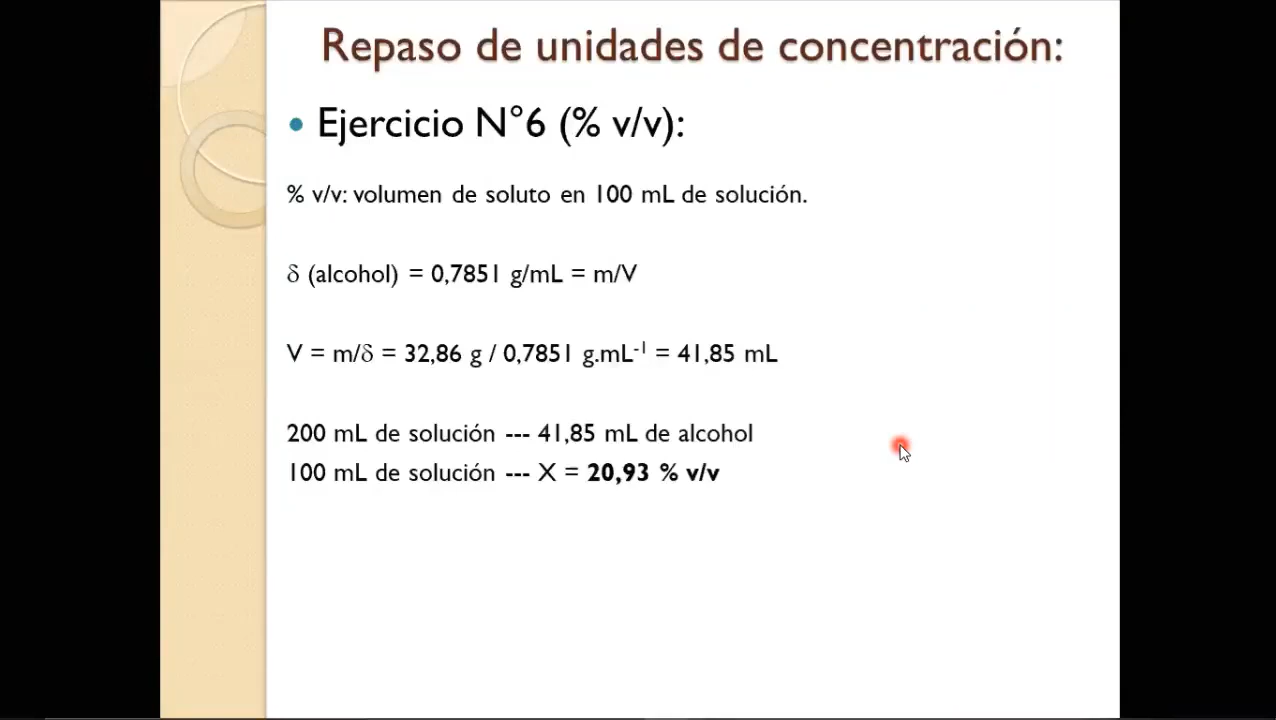 Repaso de unidades de concentración:
• Ejercicio N°6 (% v/v):
% v/v: volumen de soluto en 100 mL de solución.
δ (alcohol) = 0,7851 g/mL = m/V
V = m/δ = 32,86 g / 0,7851 g.mL⁻¹ = 41,85 mL
200 mL de solución --- 41,85 mL de alcohol
100 mL de solución --- X = 20,93 % v/v